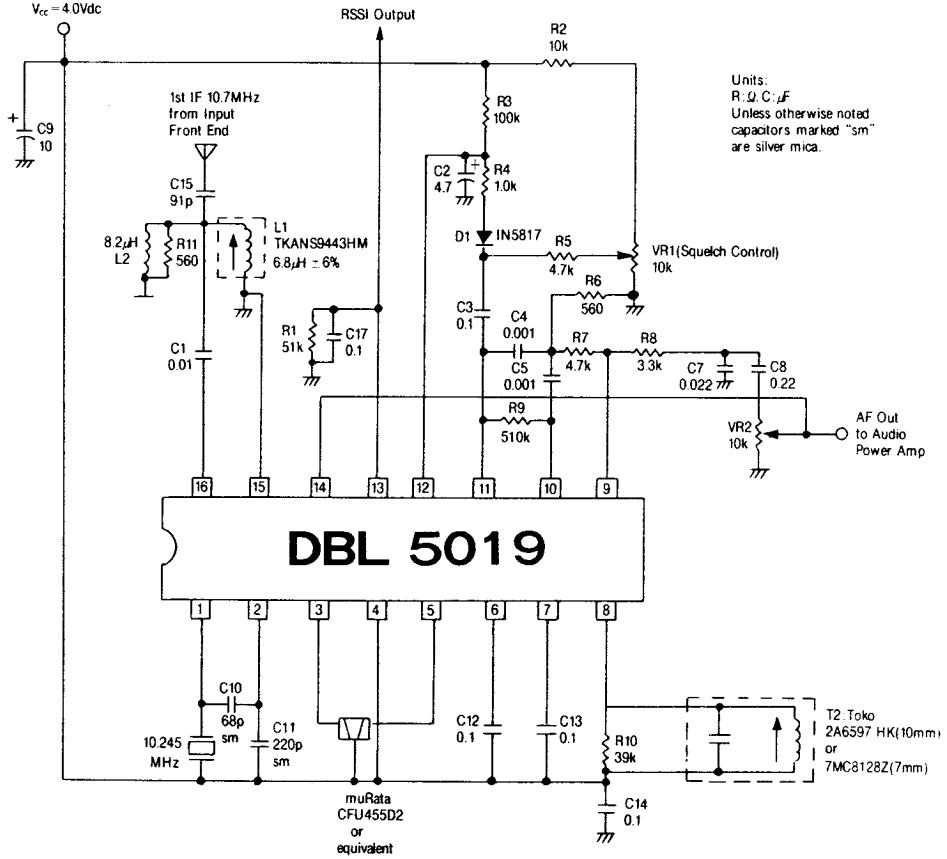 Vcc = 4.0Vdc
RSSI Output
R2
10k
Units:
R:Ω, C:μF
Unless otherwise noted
capacitors marked "sm"
are silver mica.
1st IF 10.7MHz
from Input
Front End
+
C9
10
R3
100k
+
C2
4.7
R4
1.0k
C15
91p
D1
IN5817
L1
TKANS9443HM
6.8μH ±6%
8.2μH
L2
R11
560
R5
4.7k
VR1(Squelch Control)
10k
R6
560
C3
0.1
C4
0.001
R1
51k
C17
0.1
C1
0.01
R7
4.7k
R8
3.3k
C5
0.001
C7
0.022
C8
0.22
R9
510k
VR2
10k
AF Out
to Audio
Power Amp
16
15
14
13
12
11
10
9
DBL 5019
1
2
3
4
5
6
7
8
C10
68p
sm
C11
220p
sm
10.245
MHz
C12
0.1
C13
0.1
R10
39k
T2:Toko
2A6597 HK(10mm)
or
7MC8128Z(7mm)
C14
0.1
muRata
CFU455D2
or
equivalent